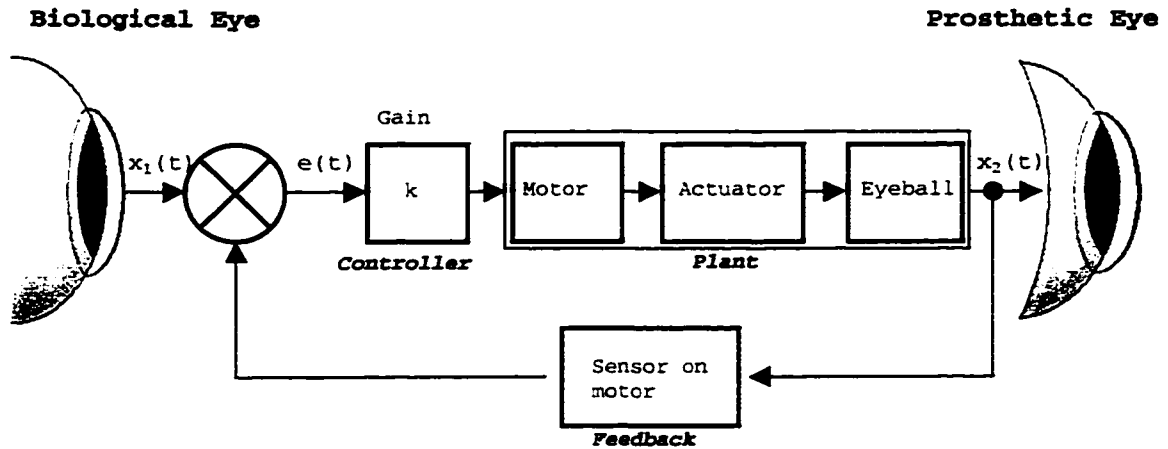 Biological Eye
Prosthetic Eye
Gain
x₁(t)
e(t)
k
Motor
Actuator
Eyeball
x₂(t)
Controller
Plant
Sensor on
motor
Feedback